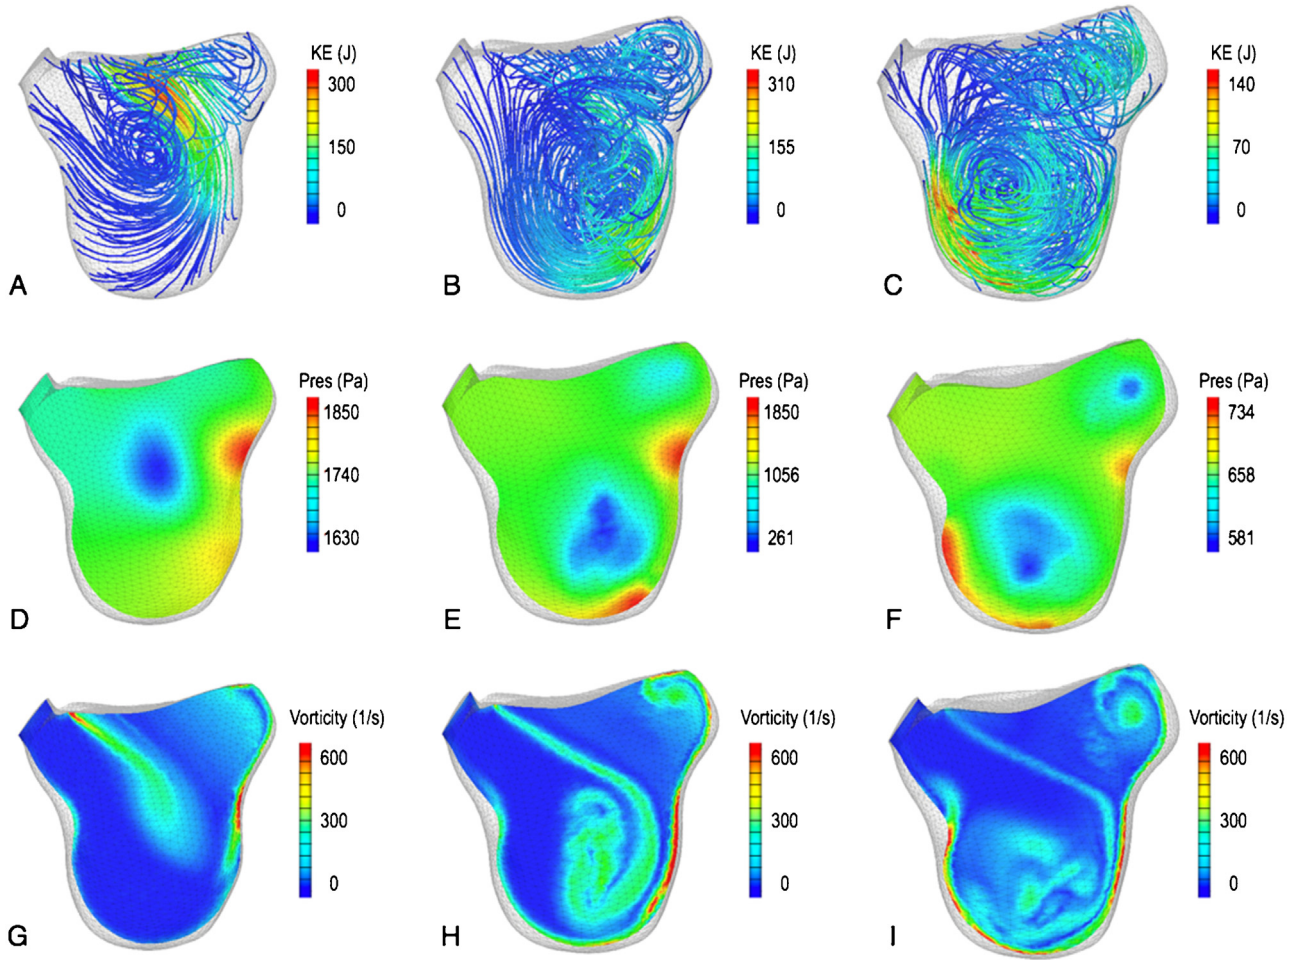 KE (J)
300
150
0
A
KE (J)
310
155
0
B
KE (J)
140
70
0
C
Pres (Pa)
1850
1740
1630
D
Pres (Pa)
1850
1056
261
E
Pres (Pa)
734
658
581
F
Vorticity (1/s)
600
300
0
G
Vorticity (1/s)
600
300
0
H
Vorticity (1/s)
600
300
0
I